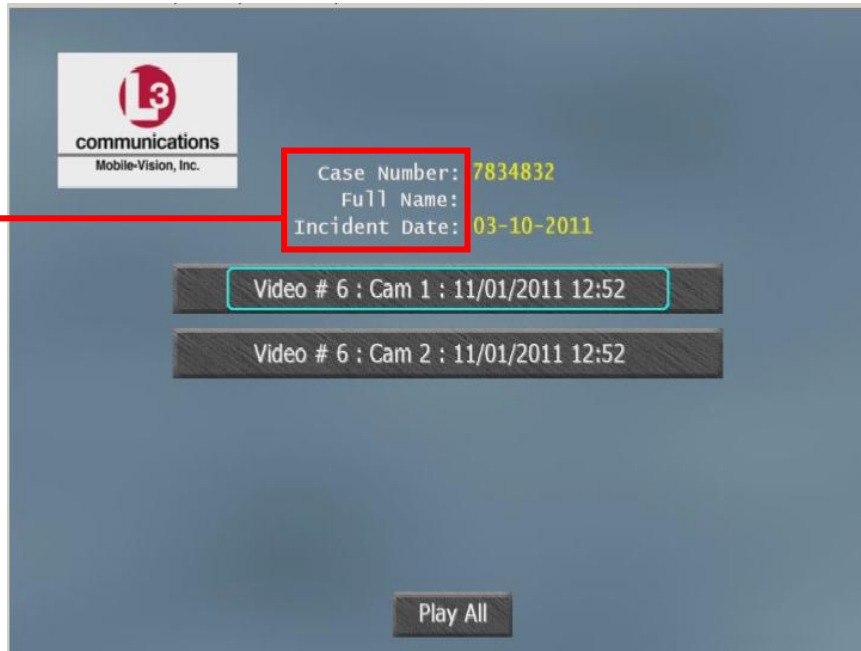 L3
communications
Mobile-Vision, Inc.
Case Number: 7834832
Full Name:
Incident Date: 03-10-2011
Video # 6 : Cam 1 : 11/01/2011 12:52
Video # 6 : Cam 2 : 11/01/2011 12:52
Play All